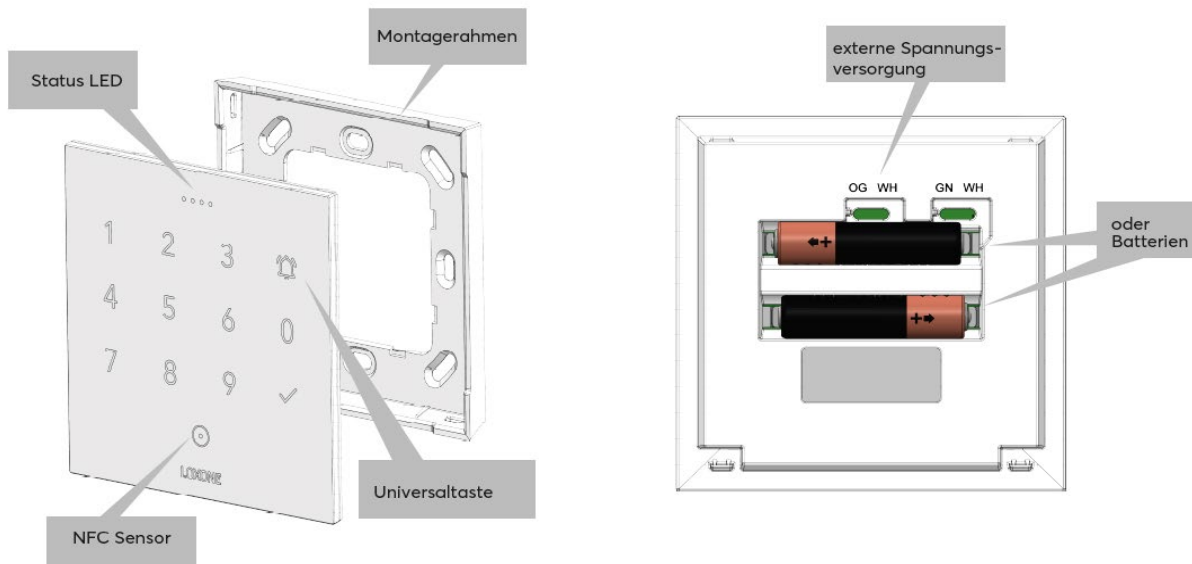 Montagerahmen
Status LED
1 2 3
4 5 6 0
7 8 9
LOXONE
Universaltaste
NFC Sensor
externe Spannungs-
versorgung
OG WH GN WH
oder
Batterien
+
+